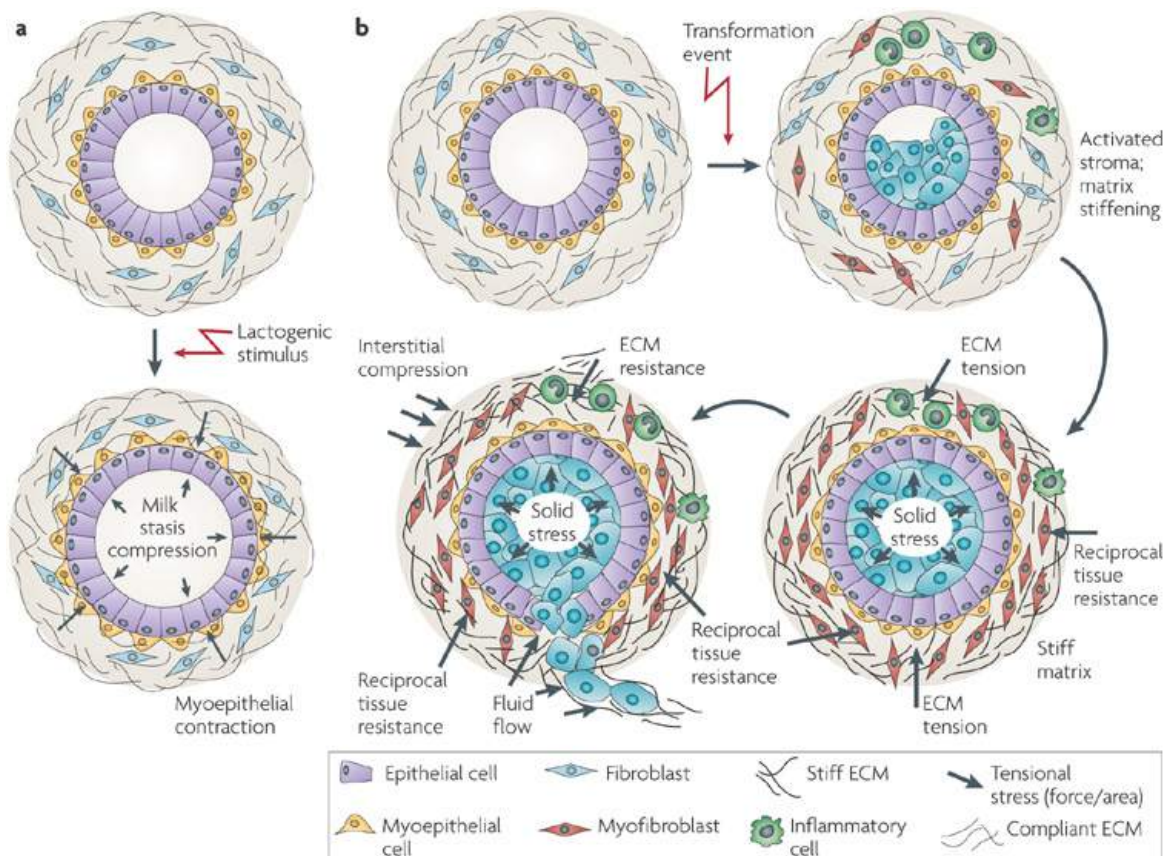 a
b
Transformation
event
Activated
stroma;
matrix
stiffening
Lactogenic
stimulus
Milk
stasis
compression
Myoepithelial
contraction
Interstitial
compression
ECM
resistance
Solid
stress
Reciprocal
tissue
resistance
Fluid
flow
Reciprocal
tissue
resistance
ECM
tension
Solid
stress
Reciprocal
tissue
resistance
Stiff
matrix
ECM
tension
Epithelial cell
Fibroblast
Stiff ECM
Tensional
stress (force/area)
Myoepithelial
cell
Myofibroblast
Inflammatory
cell
Compliant ECM